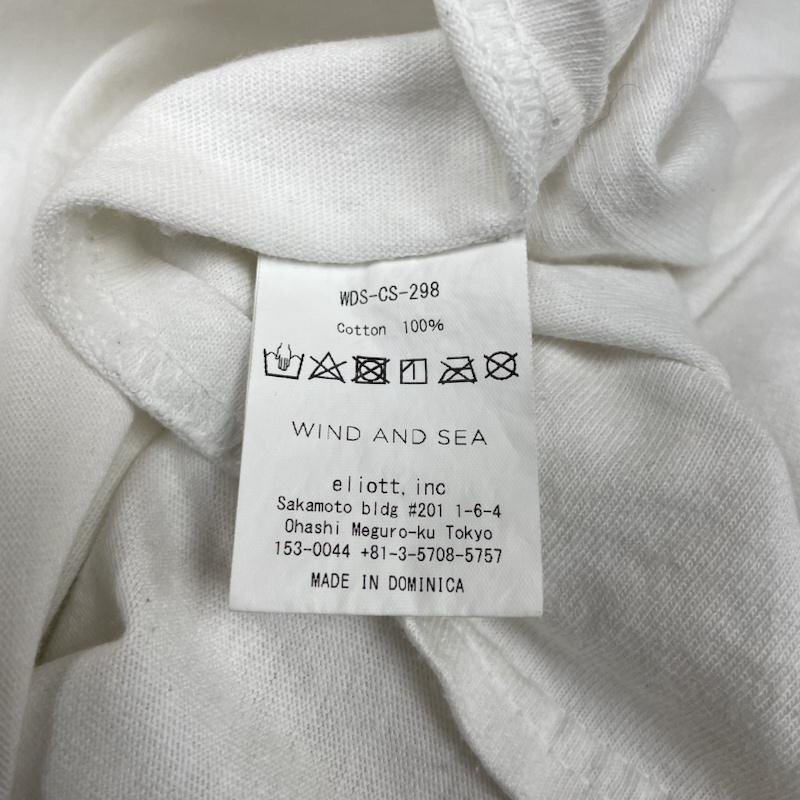 WDS-CS-298
Cotton 100%
WIND AND SEA
eliott, inc
Sakamoto bldg #201 1-6-4
Ohashi Meguro-ku Tokyo
153-0044 +81-3-5708-5757
MADE IN DOMINICA